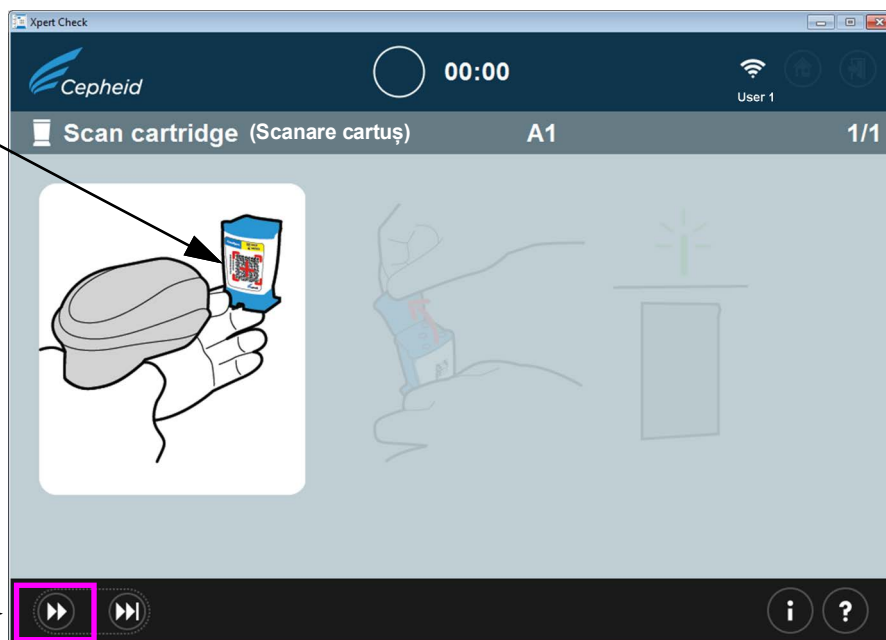 Xpert Check
Cepheid
00:00
User 1
Scan cartridge (Scanare cartuș)
A1
1/1
i
?